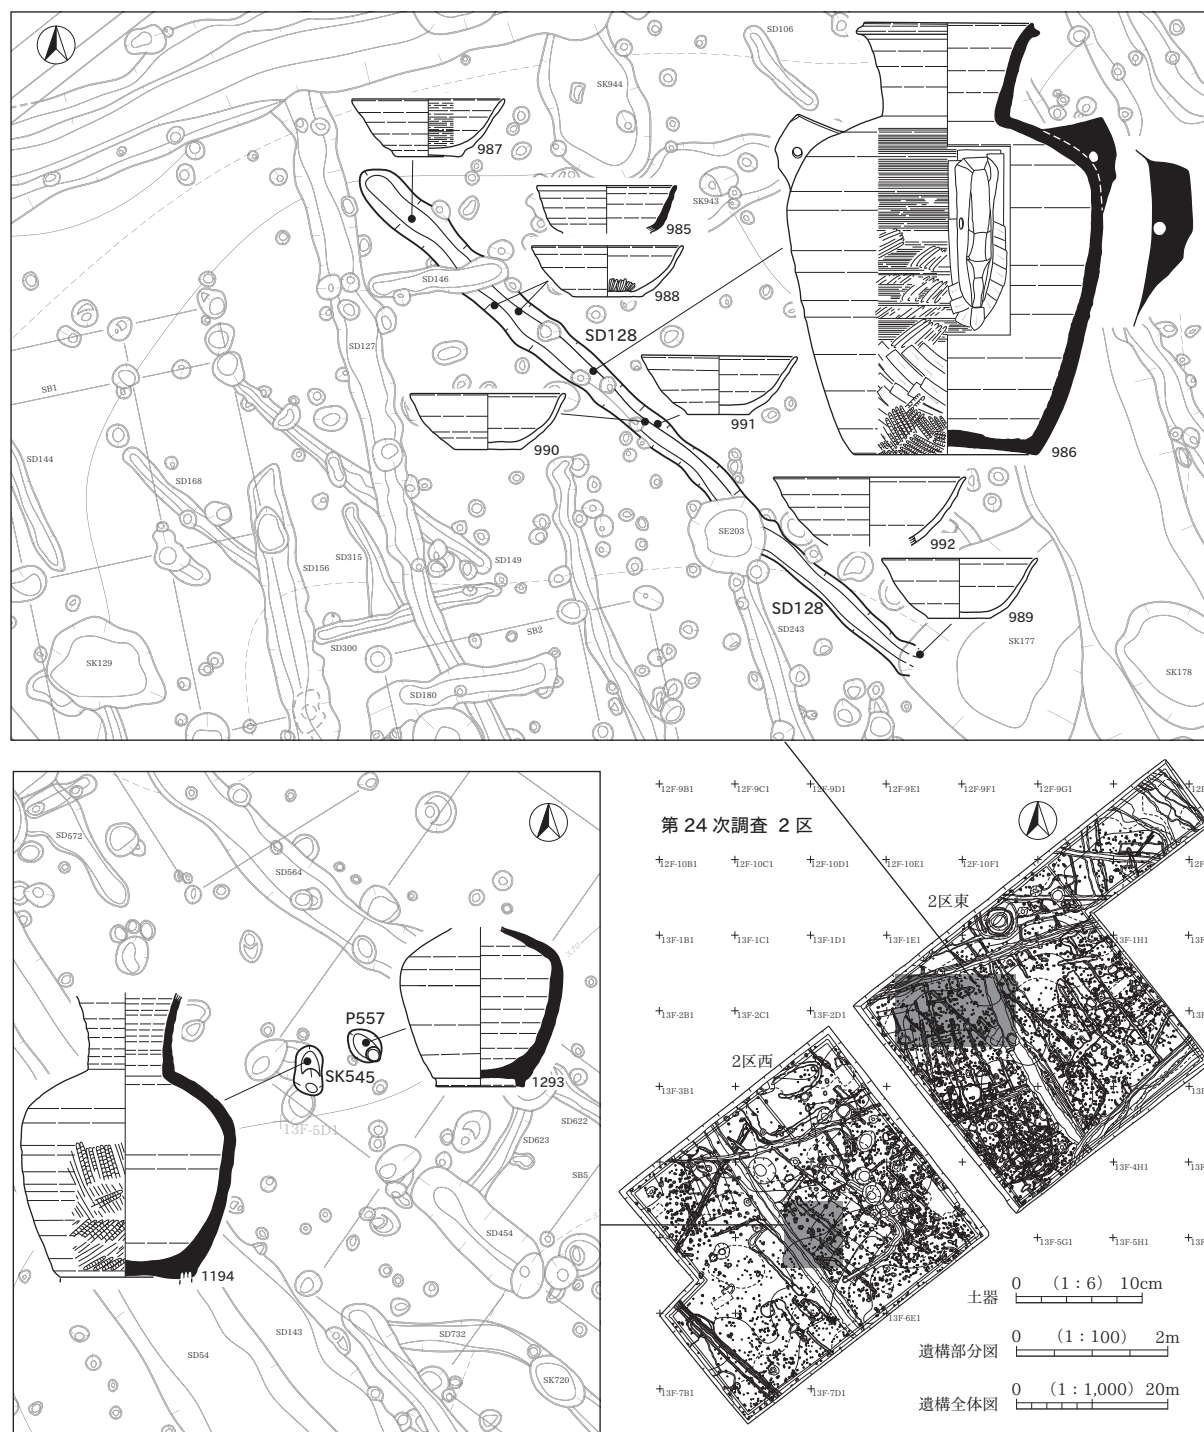 SD106
SK944
987
SK943
985
SD146
988
SD128
SD127
SB1
991
990
986
SD144
SD168
SE203
992
SD315
SD149
SD156
SD128
989
SB2
SD243
SK177
SD300
SK129
SK178
SD180
SD572
SD564
3.70
P557
SK545
1293
13F-5D1
SD622
SD623
SB5
SD454
1194
SD143
SD732
SD54
SK720
12F-9B1
12F-9C1
12F-9D1
12F-9E1
12F-9F1
12F-9G1
第 24 次調査 2 区
12F-10B1
12F-10C1
12F-10D1
12F-10E1
12F-10F1
2区東
13F-1B1
13F-1C1
13F-1D1
13F-1E1
13F-1H1
13F-2B1
13F-2C1
13F-2D1
2区西
13F-3B1
13F-4H1
13F-5G1
13F-5H1
13F-6E1
13F-7B1
13F-7D1
土器 0 (1:6) 10cm
遺構部分図 0 (1:100) 2m
遺構全体図 0 (1:1,000) 20m